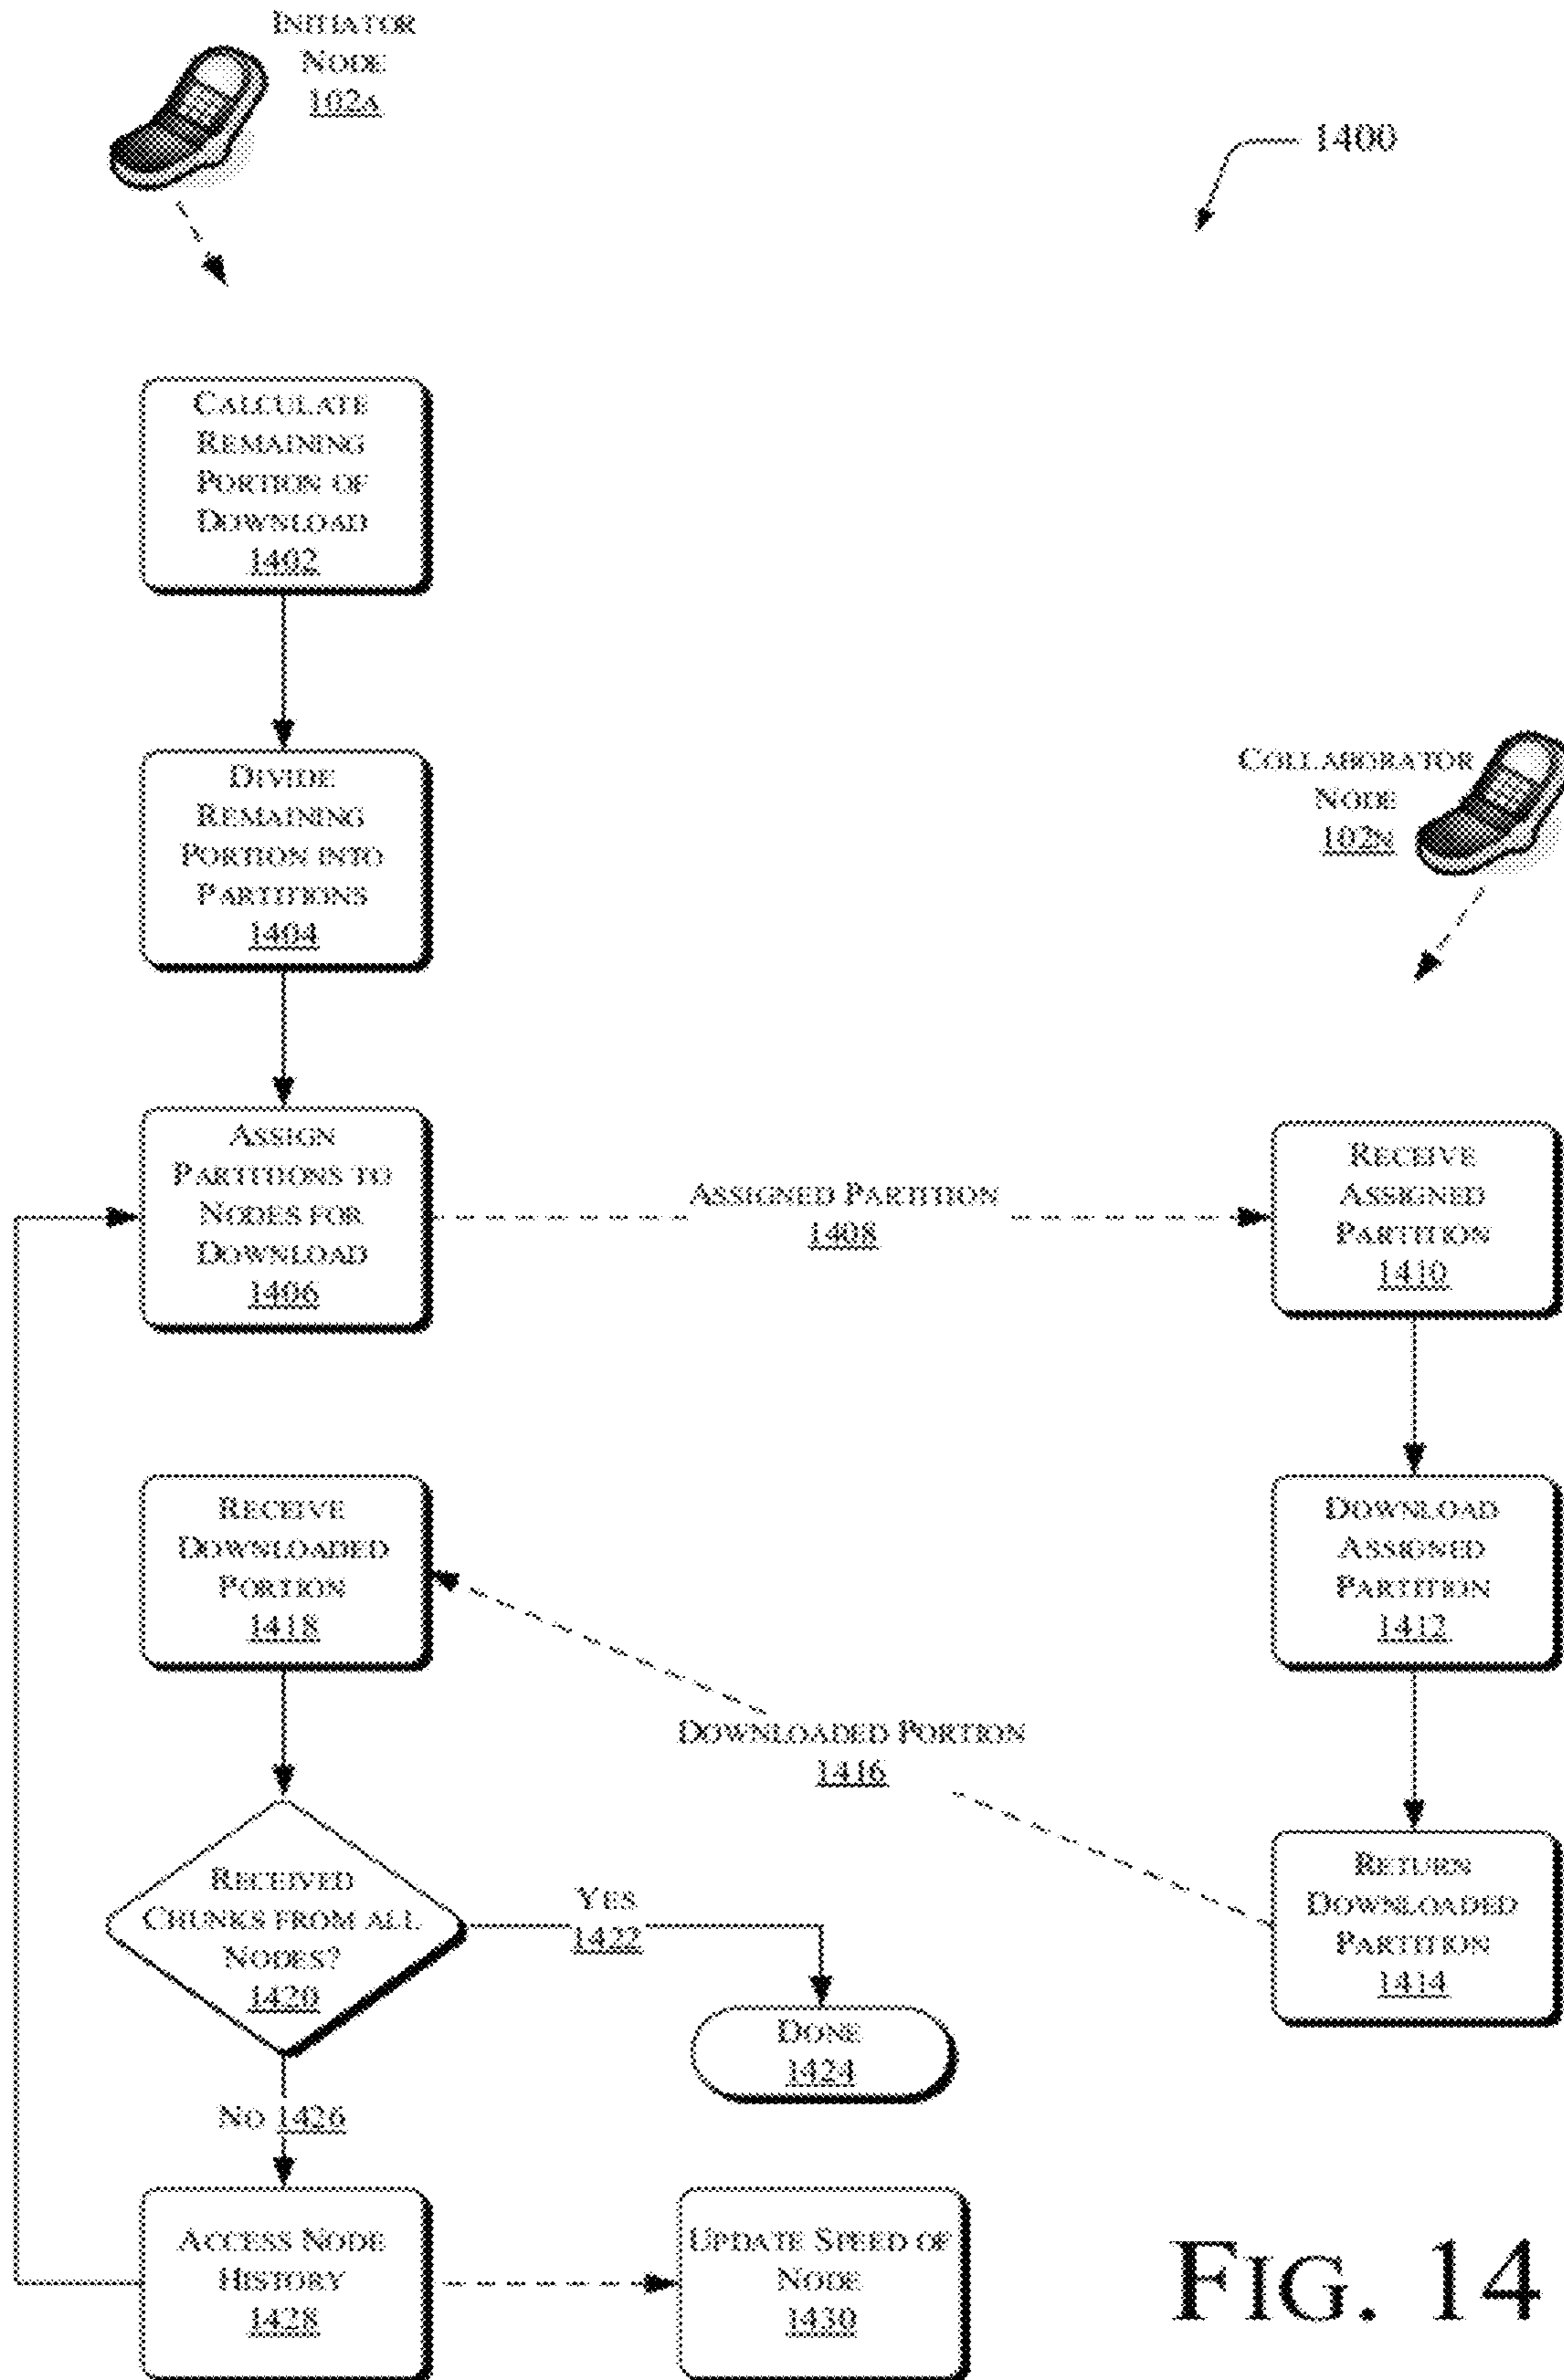 INITIATOR
NODE
102A
1400
CALCULATE
REMAINING
PORTION OF
DOWNLOAD
1402
DIVIDE
REMAINING
PORTION INTO
PARTITIONS
1404
COLLABORATOR
NODE
102N
ASSIGN
PARTITIONS TO
NODES FOR
DOWNLOAD
1406
ASSIGNED PARTITION
1408
RECEIVE
ASSIGNED
PARTITION
1410
RECEIVE
DOWNLOADED
PORTION
1418
DOWNLOAD
ASSIGNED
PARTITION
1412
DOWNLOADED PORTION
1416
RETURN
DOWNLOADED
PARTITION
1414
RECEIVED
CHUNKS FROM ALL
NODES?
1420
YES
1422
DONE
1424
NO 1426
ACCESS NODE
HISTORY
1428
UPDATE SPEED OF
NODE
1430
FIG. 14